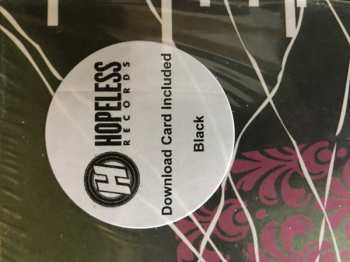 H
HOPELESS
RECORDS
Download Card Included
Black